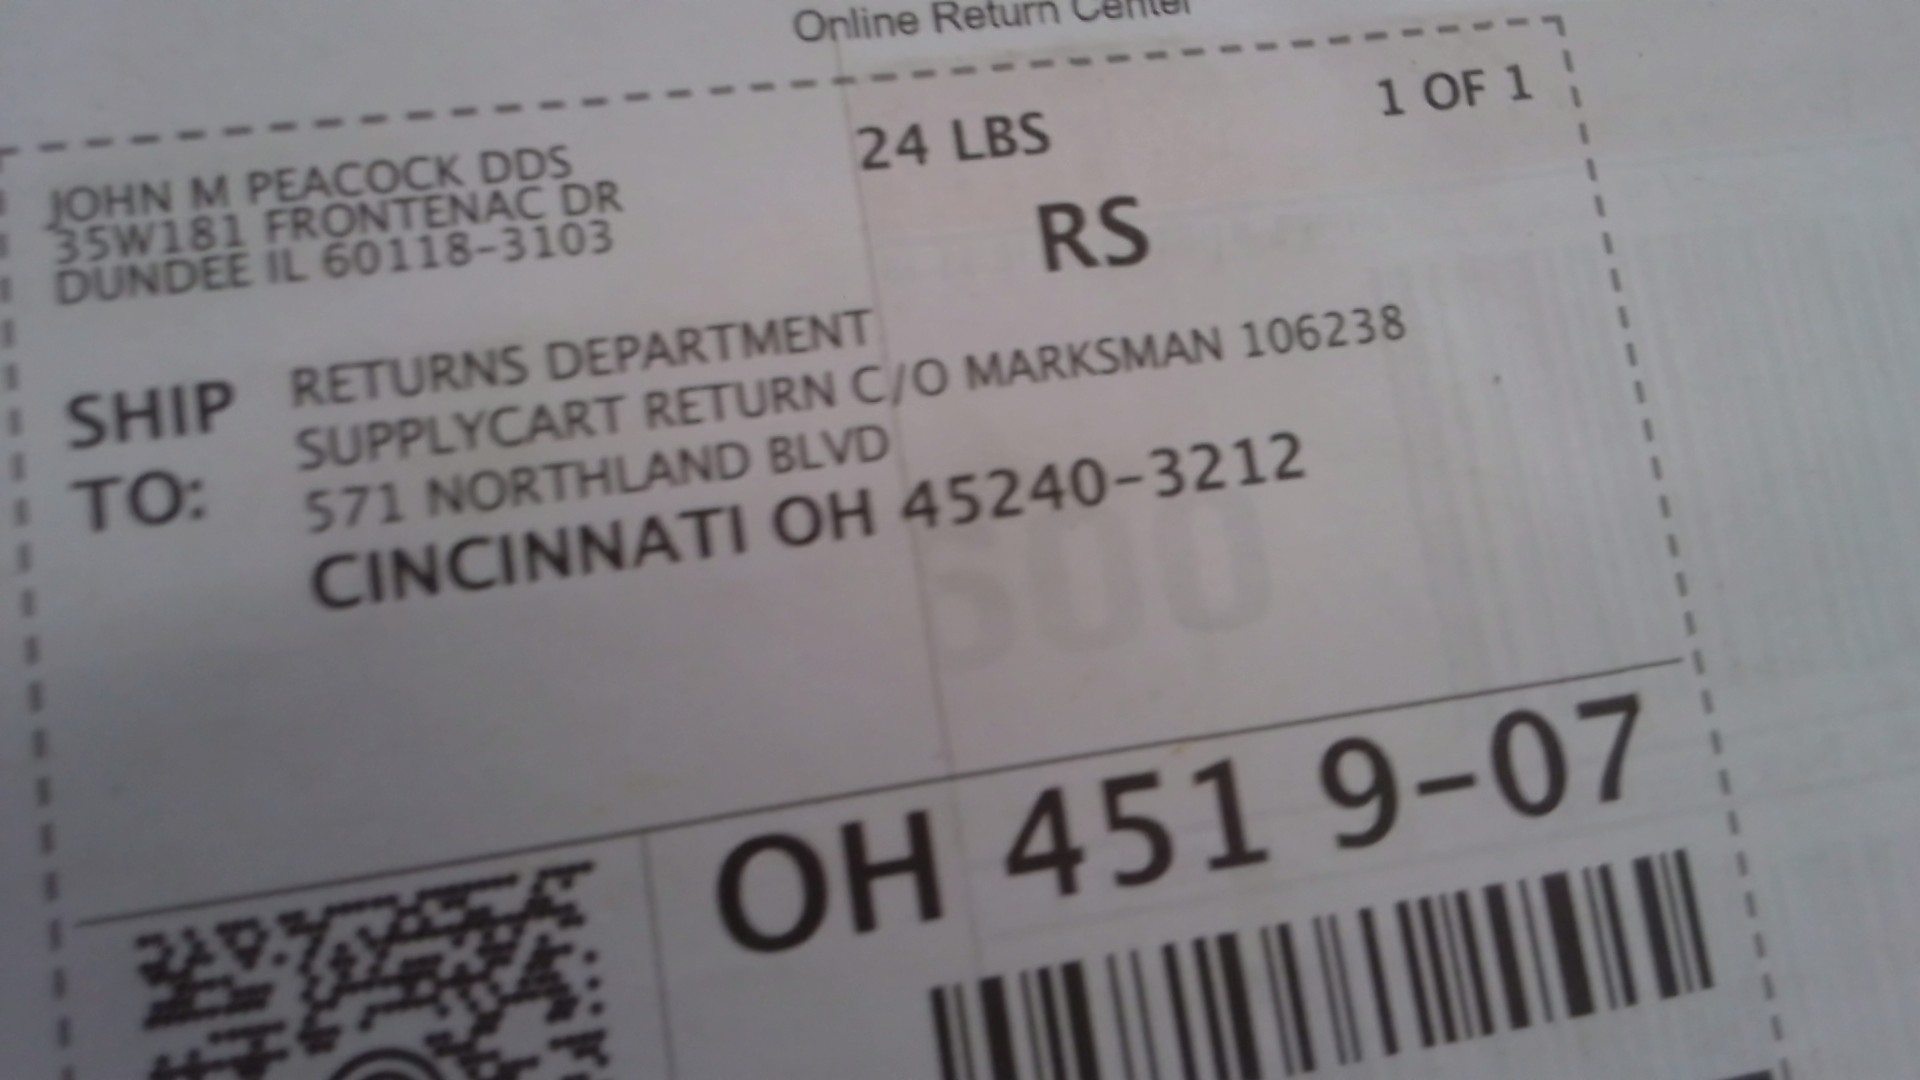 Online Return Center
JOHN M PEACOCK DDS
35W181 FRONTENAC DR
DUNDEE IL 60118-3103
24 LBS
1 OF 1
RS
SHIP TO:
RETURNS DEPARTMENT
SUPPLYCART RETURN C/O MARKSMAN 106238
571 NORTHLAND BLVD
CINCINNATI OH 45240-3212
OH 451 9-07